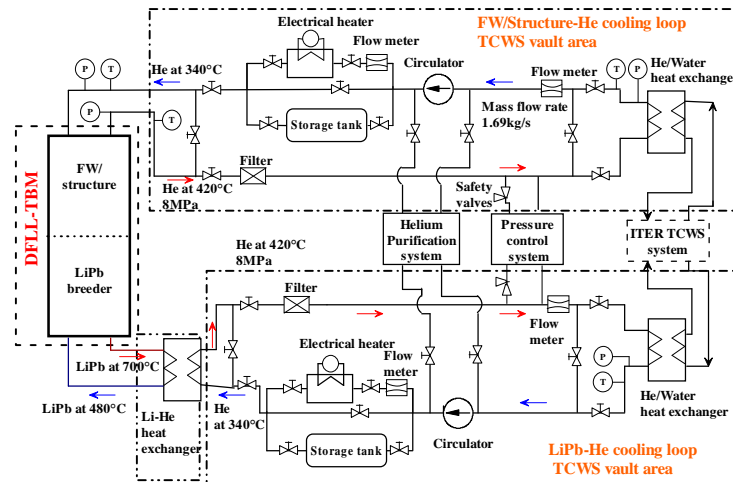 Electrical heater
Flow meter
FW/Structure-He cooling loop
TCWS vault area
P
T
He at 340°C
Circulator
Flow meter
T
P
He/Water
heat exchanger
P
T
Mass flow rate
1.69kg/s
Storage tank
DFLL-TBM
FW/
structure
Filter
He at 420°C
8MPa
Safety
valves
LiPb
breeder
He at 420°C
8MPa
Helium
Purification
system
Pressure
control
system
ITER TCWS
system
Filter
Flow
meter
LiPb at 700°C
Electrical heater
Flow
meter
P
T
He/Water
heat exchanger
LiPb at 480°C
Li-He
heat
exchanger
He
at 340°C
Storage tank
Circulator
LiPb-He cooling loop
TCWS vault area